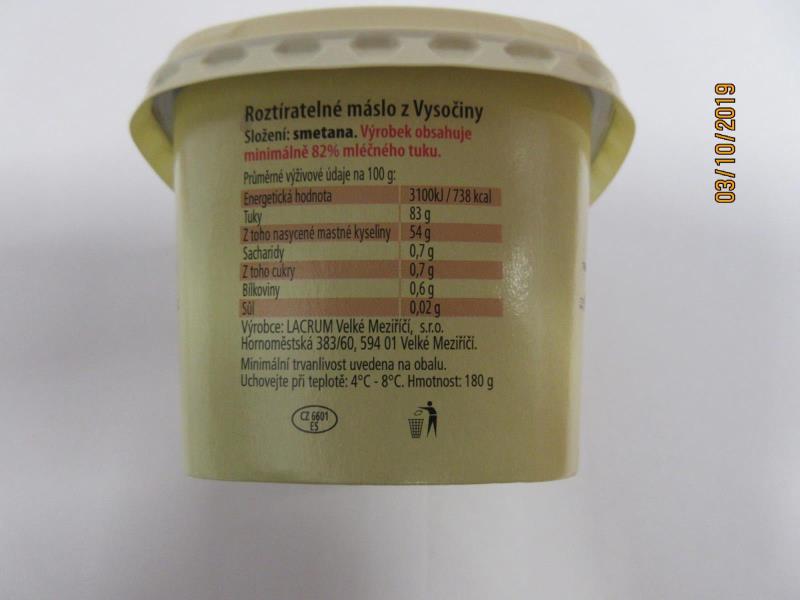 Roztíratelné máslo z Vysočiny
Složení: smetana. Výrobek obsahuje
minimálně 82% mléčného tuku.
Průměrné výživové údaje na 100 g:
Energetická hodnota 3100kJ / 738 kcal
Tuky 83 g
Z toho nasycené mastné kyseliny 54 g
Sacharidy 0,7 g
Z toho cukry 0,7 g
Bílkoviny 0,6 g
Sůl 0,02 g
Výrobce: LACRUM Velké Meziříčí, s.r.o.
Hornoměstská 383/60, 594 01 Velké Meziříčí.
Minimální trvanlivost uvedena na obalu.
Uchovejte při teplotě: 4°C - 8°C. Hmotnost: 180 g
CZ 6601
ES
03/10/2019